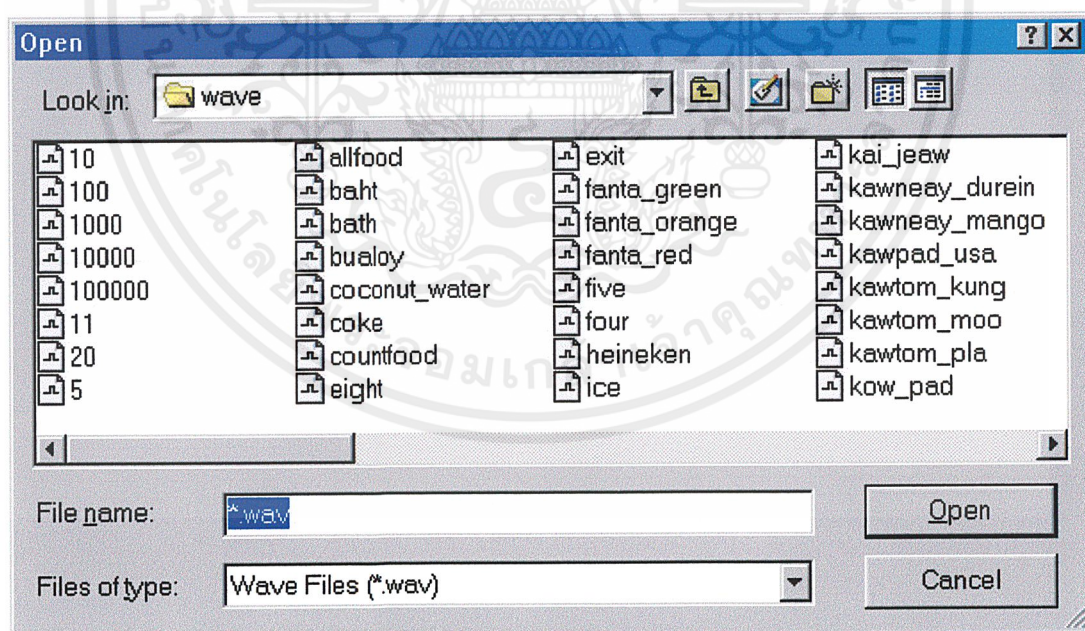 Open
Look in: wave
10
100
1000
10000
100000
11
20
5
allfood
baht
bath
bualoy
coconut_water
coke
countfood
eight
exit
fanta_green
fanta_orange
fanta_red
five
four
heineken
ice
kai_jeaw
kawneay_durein
kawneay_mango
kawpad_usa
kawtom_kung
kawtom_moo
kawtom_pla
kow_pad
File name: *.wav
Open
Files of type: Wave Files (*.wav)
Cancel